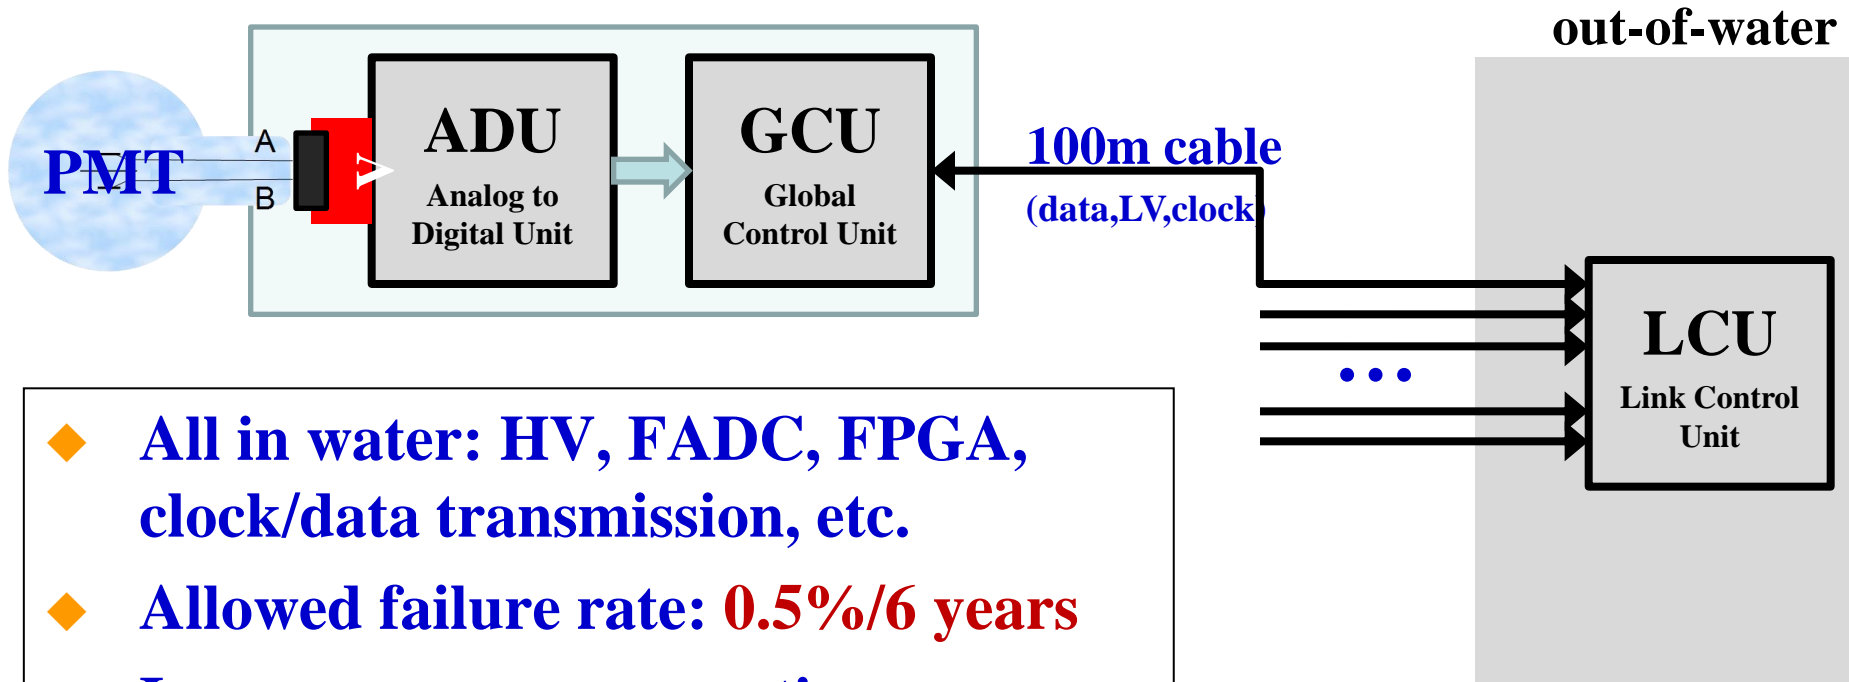 out-of-water
PMT
A
B
ADU
Analog to
Digital Unit
GCU
Global
Control Unit
100m cable
(data,LV,clock)
LCU
Link Control
Unit
...
All in water: HV, FADC, FPGA,
clock/data transmission, etc.
Allowed failure rate: 0.5%/6 years